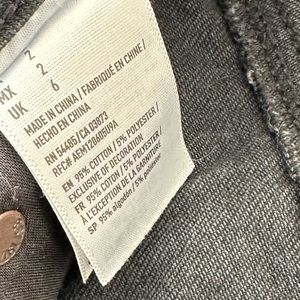 2
MX 2
UK 6
MADE IN CHINA / FABRIQUÉ EN CHINE /
HECHO EN CHINA
RN 54485/CA 03873
EN 95% COTTON / 5% POLYESTER
EXCLUSIVE OF DECORATION
FR 95% COTON / 5% POLYESTER
À L'EXCEPTION DE LA GARNITURE
SP 95% algodón / 5% poliéster